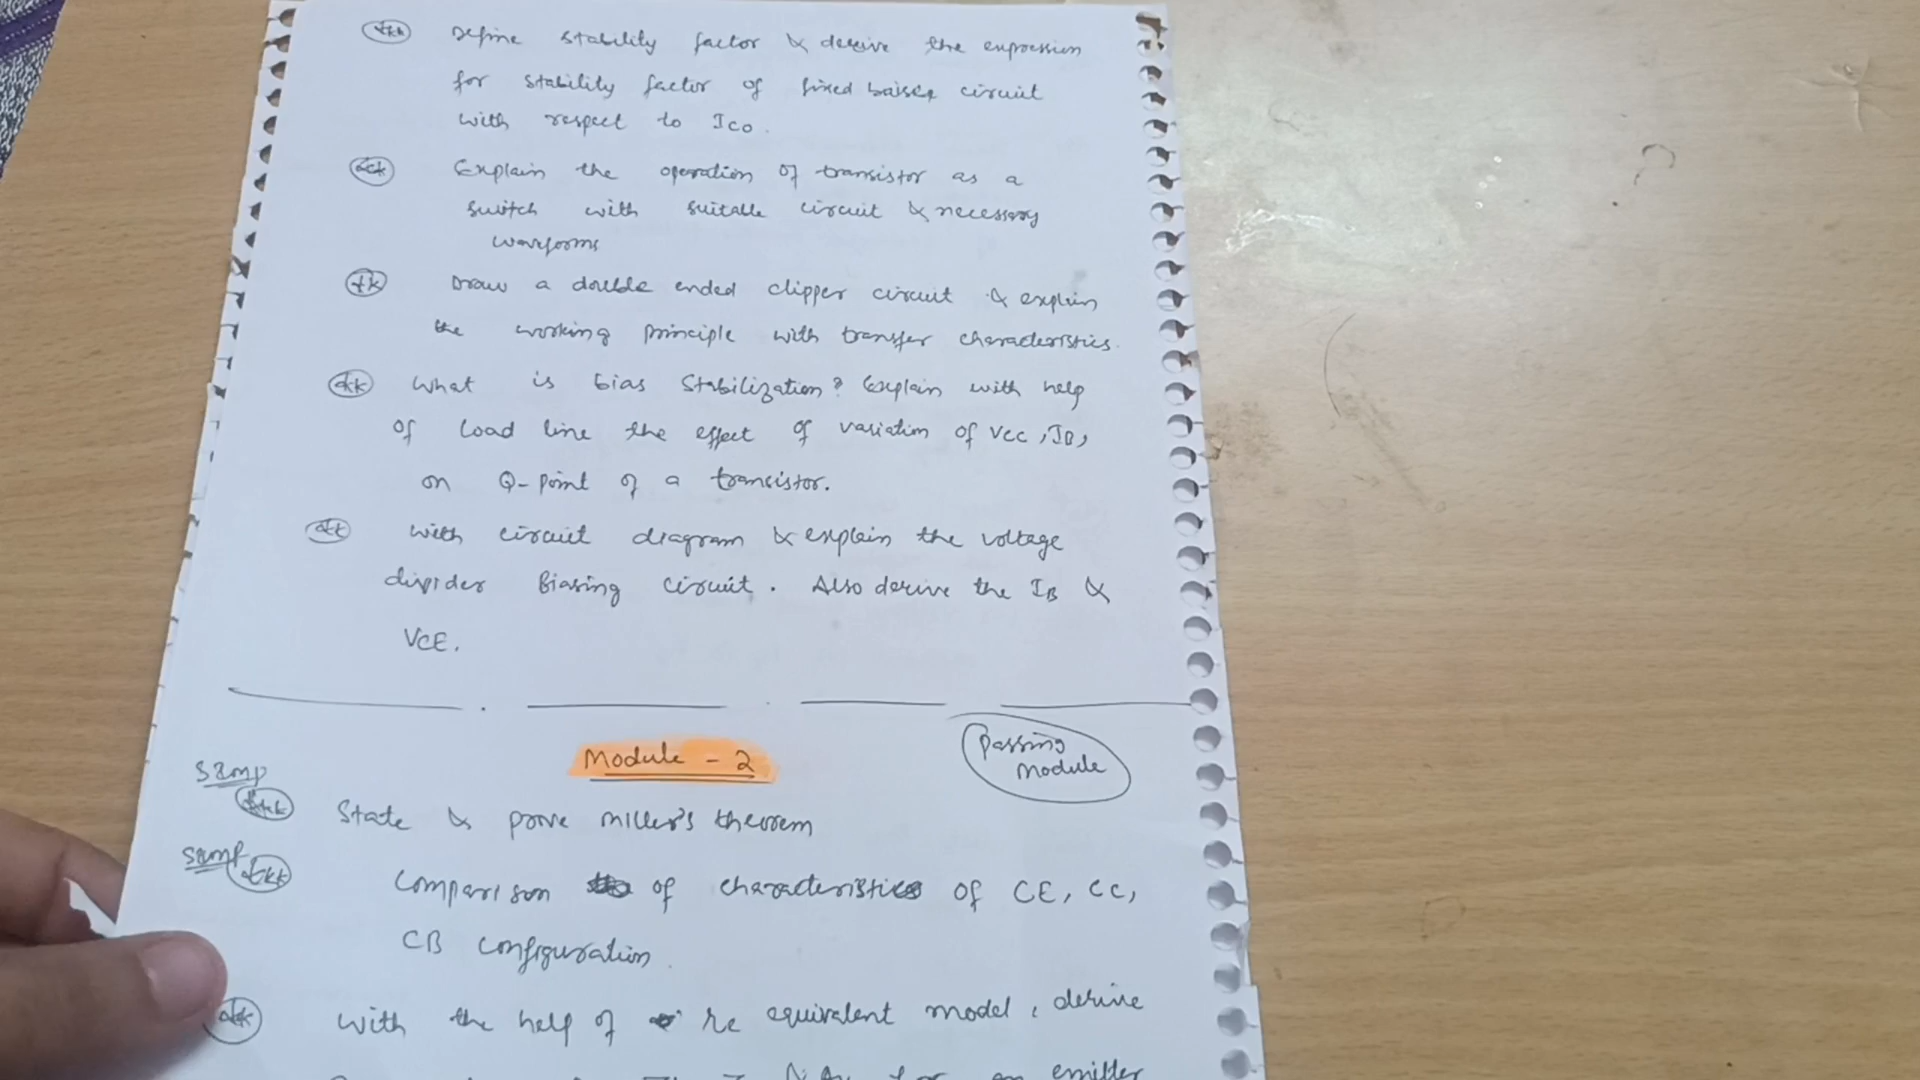 Define stability factor & derive the expression
for stability factor of fixed baised circuit
with respect to Ico.
Explain the operation of transistor as a
switch with suitable circuit & necessary
waveforms
Draw a double ended clipper circuit & explain
the working principle with transfer characteristics.
What is bias Stabilization? Explain with help
of Load line the effect of variation of Vcc, IB,
on Q-point of a transistor.
With circuit diagram & explain the voltage
divider Biasing circuit. Also derive the IB &
VCE.
Module - 2
Passing
module
State & prove miller's theorem
Comparison of characteristics of CE, CC,
CB configuration.
With the help of re equivalent model, derive
for an emitter